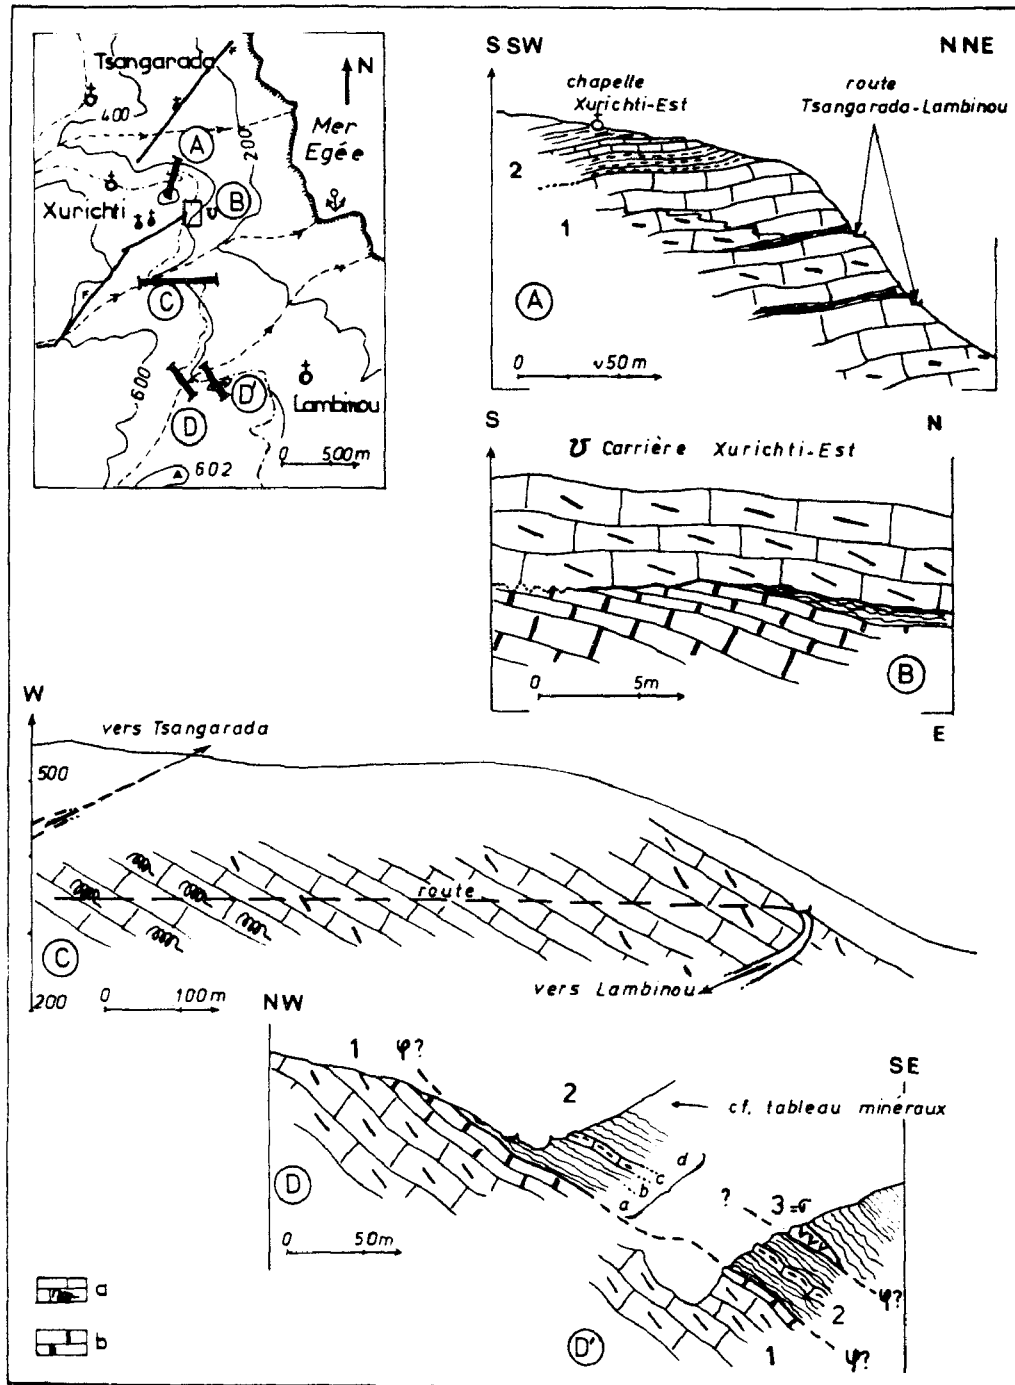 Tsangarada
N
400
200
Mer
Egée
A
Xurichti
B
C
600
D'
Lambinou
D
602
0 500m
S SW
N NE
chapelle
Xurichti-Est
route
Tsangarada-Lambinou
2
1
A
0 50m
S
N
Carrière Xurichti-Est
B
0 5m
W
E
vers Tsangarada
500
route
C
200
0 100m
vers Lambinou
NW
SE
1
φ?
2
cf. tableau minéraux
D
a
b
c
d
0 50m
?
3=σ
φ?
2
1
φ?
D'
a
b